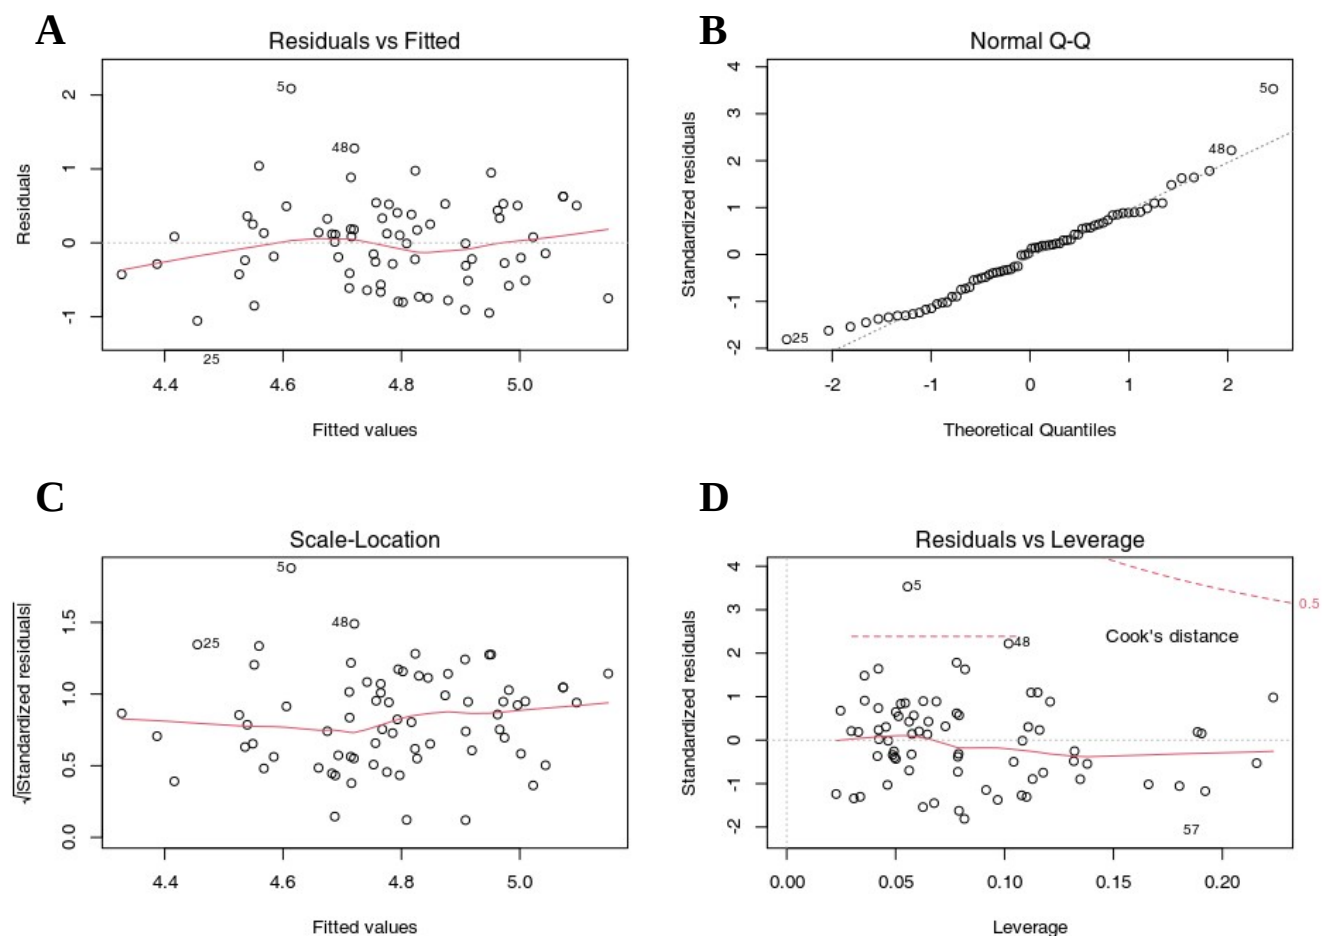 A
Residuals vs Fitted
Residuals
2
1
0
-1
5
48
25
4.4 4.6 4.8 5.0
Fitted values
B
Normal Q-Q
Standardized residuals
4
3
2
1
0
-1
-2
5
48
25
-2 -1 0 1 2
Theoretical Quantiles
C
Scale-Location
√|Standardized residuals|
1.5
1.0
0.5
0.0
5
48
25
4.4 4.6 4.8 5.0
Fitted values
D
Residuals vs Leverage
Standardized residuals
4
3
2
1
0
-1
-2
5
0.5
Cook's distance
48
57
0.00 0.05 0.10 0.15 0.20
Leverage